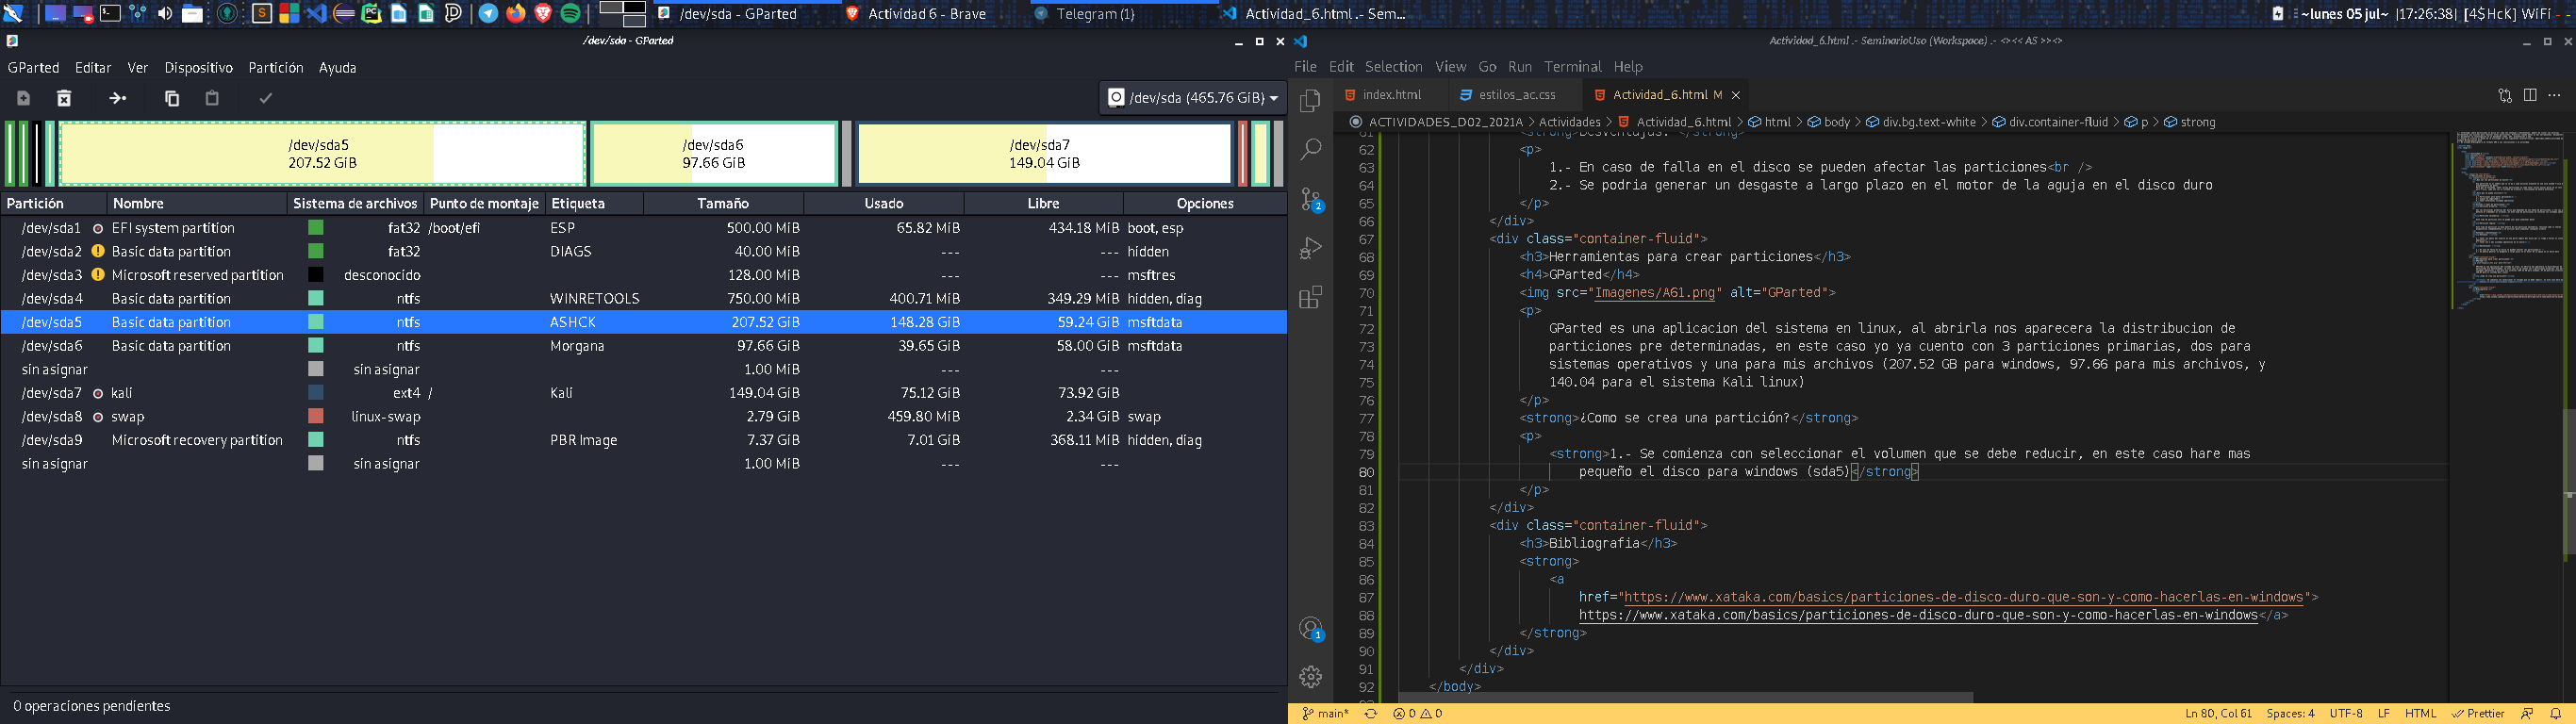 /dev/sda - GParted
Actividad 6 - Brave
Telegram (1)
Actividad_6.html .- Sem...
~lunes 05 jul~ |17:26:38| [4$HcK] WiFi -
/dev/sda - GParted
GParted Editar Ver Dispositivo Partición Ayuda
/dev/sda (465.76 GiB)
/dev/sda5
207.52 GiB
/dev/sda6
97.66 GiB
/dev/sda7
149.04 GiB
Partición Nombre Sistema de archivos Punto de montaje Etiqueta Tamaño Usado Libre Opciones
/dev/sda1 EFI system partition fat32 /boot/efi ESP 500.00 MiB 65.82 MiB 434.18 MiB boot, esp
/dev/sda2 Basic data partition fat32 DIAGS 40.00 MiB --- --- hidden
/dev/sda3 Microsoft reserved partition desconocido 128.00 MiB --- --- msftres
/dev/sda4 Basic data partition ntfs WINRETOOLS 750.00 MiB 400.71 MiB 349.29 MiB hidden, diag
/dev/sda5 Basic data partition ntfs ASHCK 207.52 GiB 148.28 GiB 59.24 GiB msftdata
/dev/sda6 Basic data partition ntfs Morgana 97.66 GiB 39.65 GiB 58.00 GiB msftdata
sin asignar sin asignar 1.00 MiB --- ---
/dev/sda7 kali ext4 / Kali 149.04 GiB 75.12 GiB 73.92 GiB
/dev/sda8 swap linux-swap 2.79 GiB 459.80 MiB 2.34 GiB swap
/dev/sda9 Microsoft recovery partition ntfs PBR Image 7.37 GiB 7.01 GiB 368.11 MiB hidden, diag
sin asignar sin asignar 1.00 MiB --- ---
0 operaciones pendientes
Actividad_6.html .- SeminarioUso (Workspace) .- <><< AS >><>
File Edit Selection View Go Run Terminal Help
index.html
estilos_ac.css
Actividad_6.html M
ACTIVIDADES_D02_2021A > Actividades > Actividad_6.html > html > body > div.bg.text-white > div.container-fluid > p > strong
61 <strong>Desventajas: </strong>
62 <p>
63 1.- En caso de falla en el disco se pueden afectar las particiones<br />
64 2.- Se podria generar un desgaste a largo plazo en el motor de la aguja en el disco duro
65 </p>
66 </div>
67 <div class="container-fluid">
68 <h3>Herramientas para crear particiones</h3>
69 <h4>GParted</h4>
70 <img src="Imagenes/A61.png" alt="GParted">
71 <p>
72 GParted es una aplicacion del sistema en linux, al abrirla nos aparecera la distribucion de
73 particiones pre determinadas, en este caso yo ya cuento con 3 particiones primarias, dos para
74 sistemas operativos y una para mis archivos (207.52 GB para windows, 97.66 para mis archivos, y
75 140.04 para el sistema Kali linux)
76 </p>
77 <strong>¿Como se crea una partición?</strong>
78 <p>
79 <strong>1.- Se comienza con seleccionar el volumen que se debe reducir, en este caso hare mas
80 pequeño el disco para windows (sda5)</strong>
81 </p>
82 </div>
83 <div class="container-fluid">
84 <h3>Bibliografia</h3>
85 <strong>
86 <a
87 href="https://www.xataka.com/basics/particiones-de-disco-duro-que-son-y-como-hacerlas-en-windows">
88 https://www.xataka.com/basics/particiones-de-disco-duro-que-son-y-como-hacerlas-en-windows</a>
89 </strong>
90 </div>
91 </div>
92 </body>
2
1
main* 0 0 Ln 80, Col 61 Spaces: 4 UTF-8 LF HTML Prettier